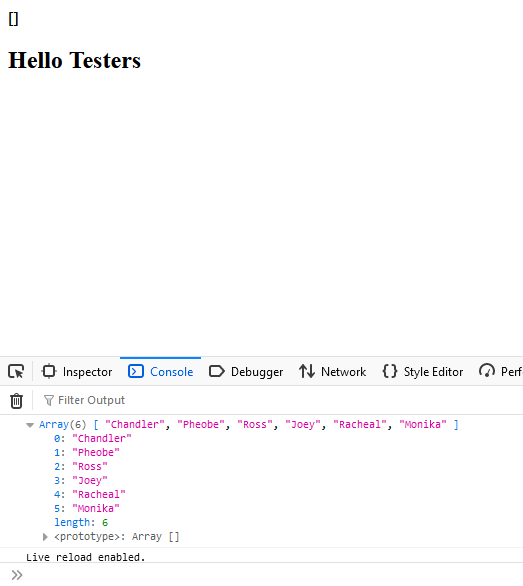 []
Hello Testers
Inspector Console Debugger Network Style Editor Perf
Filter Output
Array(6) [ "Chandler", "Pheobe", "Ross", "Joey", "Racheal", "Monika" ]
0: "Chandler"
1: "Pheobe"
2: "Ross"
3: "Joey"
4: "Racheal"
5: "Monika"
length: 6
<prototype>: Array []
Live reload enabled.